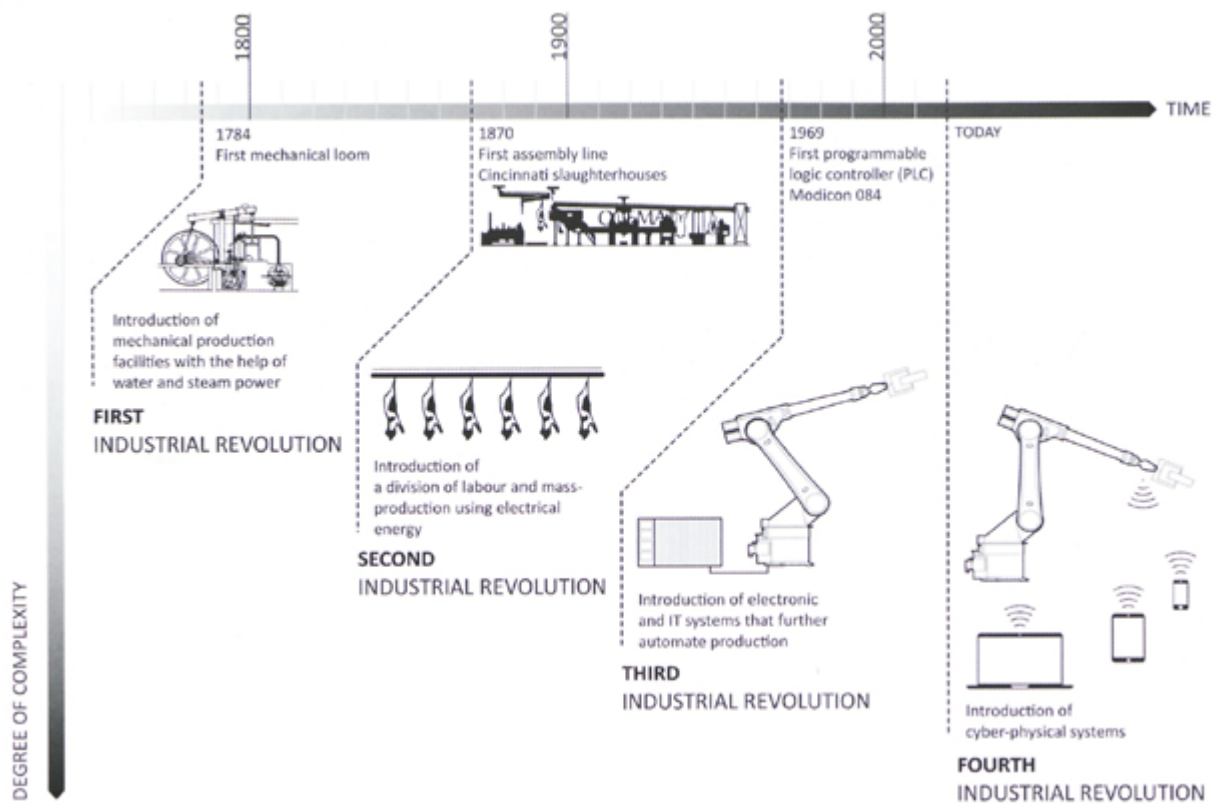 1800
1900
2000
TIME
1784
First mechanical loom
1870
First assembly line
Cincinnati slaughterhouses
1969
First programmable
logic controller (PLC)
Modicon 084
TODAY
Introduction of
mechanical production
facilities with the help of
water and steam power
FIRST
INDUSTRIAL REVOLUTION
Introduction of
a division of labour and mass-
production using electrical
energy
SECOND
INDUSTRIAL REVOLUTION
Introduction of electronic
and IT systems that further
automate production
THIRD
INDUSTRIAL REVOLUTION
Introduction of
cyber-physical systems
FOURTH
INDUSTRIAL REVOLUTION
DEGREE OF COMPLEXITY